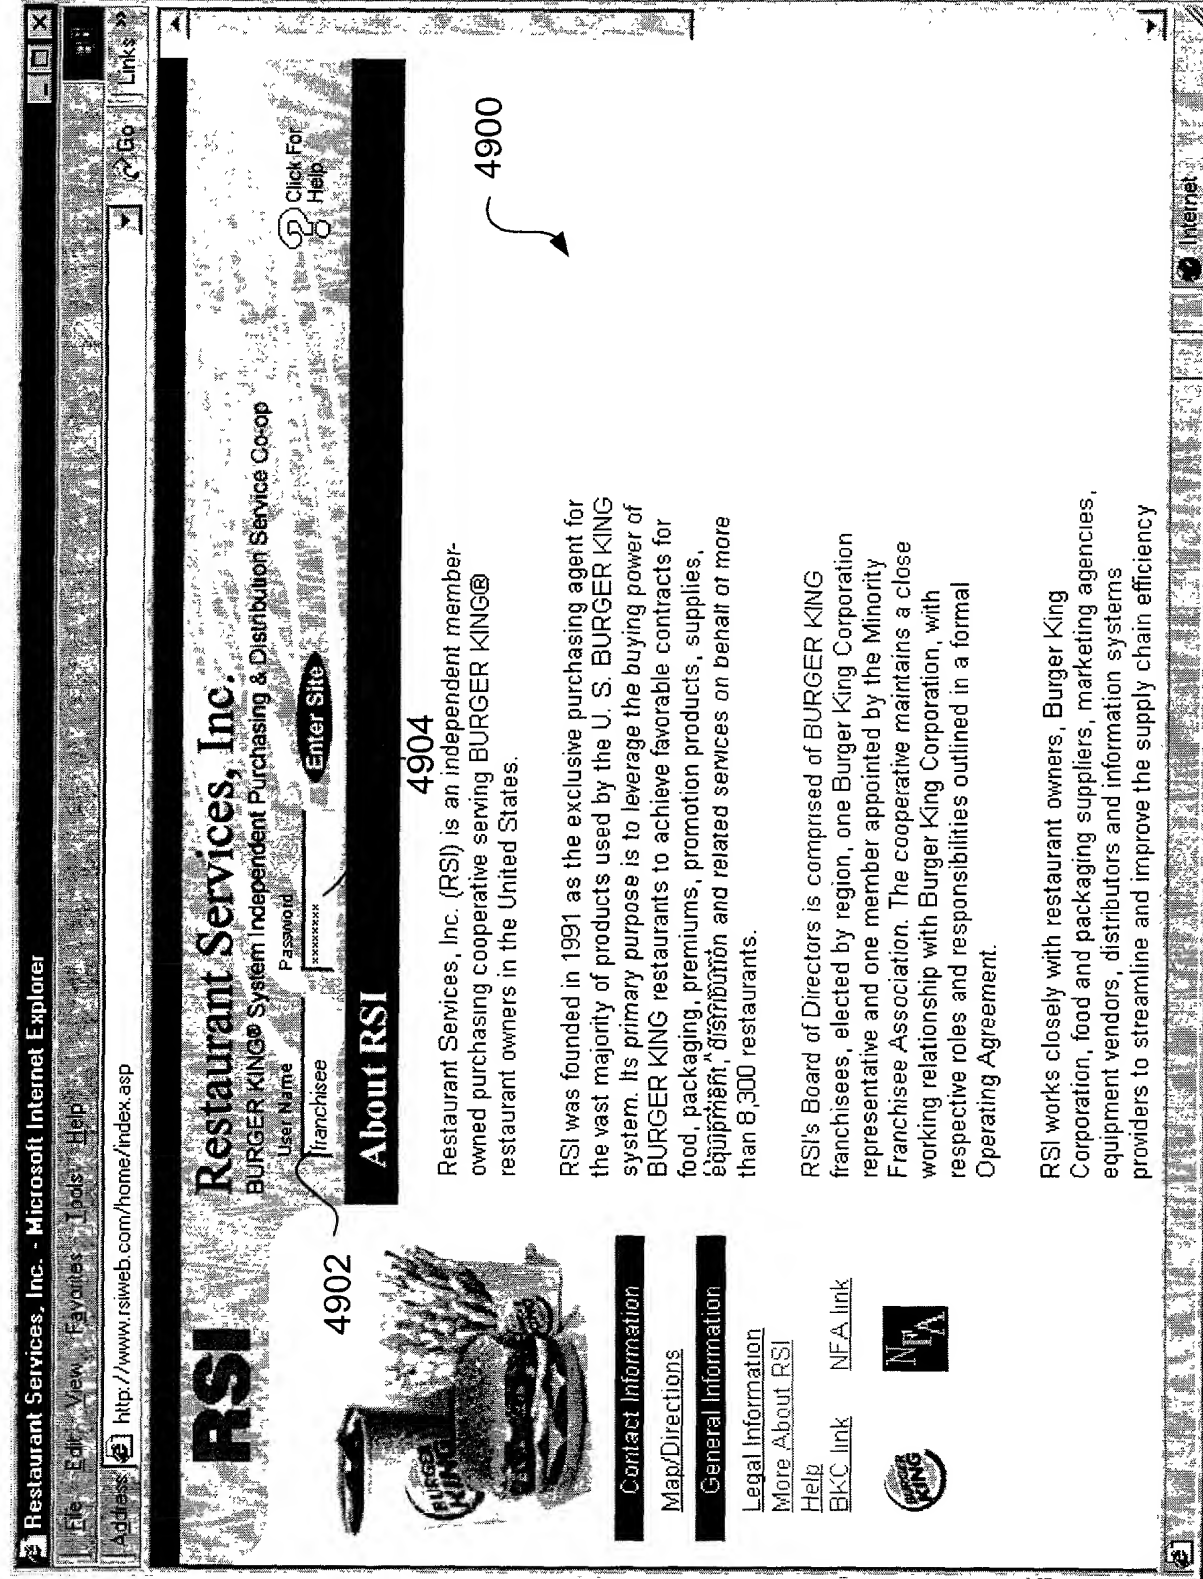 Restaurant Services, Inc. - Microsoft Internet Explorer
File Edit View Favorites Tools Help
Address http://www.rsiweb.com/home/index.asp Go Links »
RSI
Restaurant Services, Inc.
BURGER KING® System Independent Purchasing & Distribution Service Co-op
User Name Password
franchisee ******** Enter Site
? Click For
Help
4902
4904
4900
About RSI
BURGER
KING
BURGER
KING
Contact Information
Map/Directions
General Information
Legal Information
More About RSI
Help
BKC link NFA link
BURGER
KING
NFA
Restaurant Services, Inc. (RSI) is an independent member-
owned purchasing cooperative serving BURGER KING®
restaurant owners in the United States.
RSI was founded in 1991 as the exclusive purchasing agent for
the vast majority of products used by the U. S. BURGER KING
system. Its primary purpose is to leverage the buying power of
BURGER KING restaurants to achieve favorable contracts for
food, packaging, premiums, promotion products, supplies,
equipment, distribution and related services on behalf of more
than 8,300 restaurants.
RSI's Board of Directors is comprised of BURGER KING
franchisees, elected by region, one Burger King Corporation
representative and one member appointed by the Minority
Franchisee Association. The cooperative maintains a close
working relationship with Burger King Corporation, with
respective roles and responsibilities outlined in a formal
Operating Agreement.
RSI works closely with restaurant owners, Burger King
Corporation, food and packaging suppliers, marketing agencies,
equipment vendors, distributors and information systems
providers to streamline and improve the supply chain efficiency
Internet